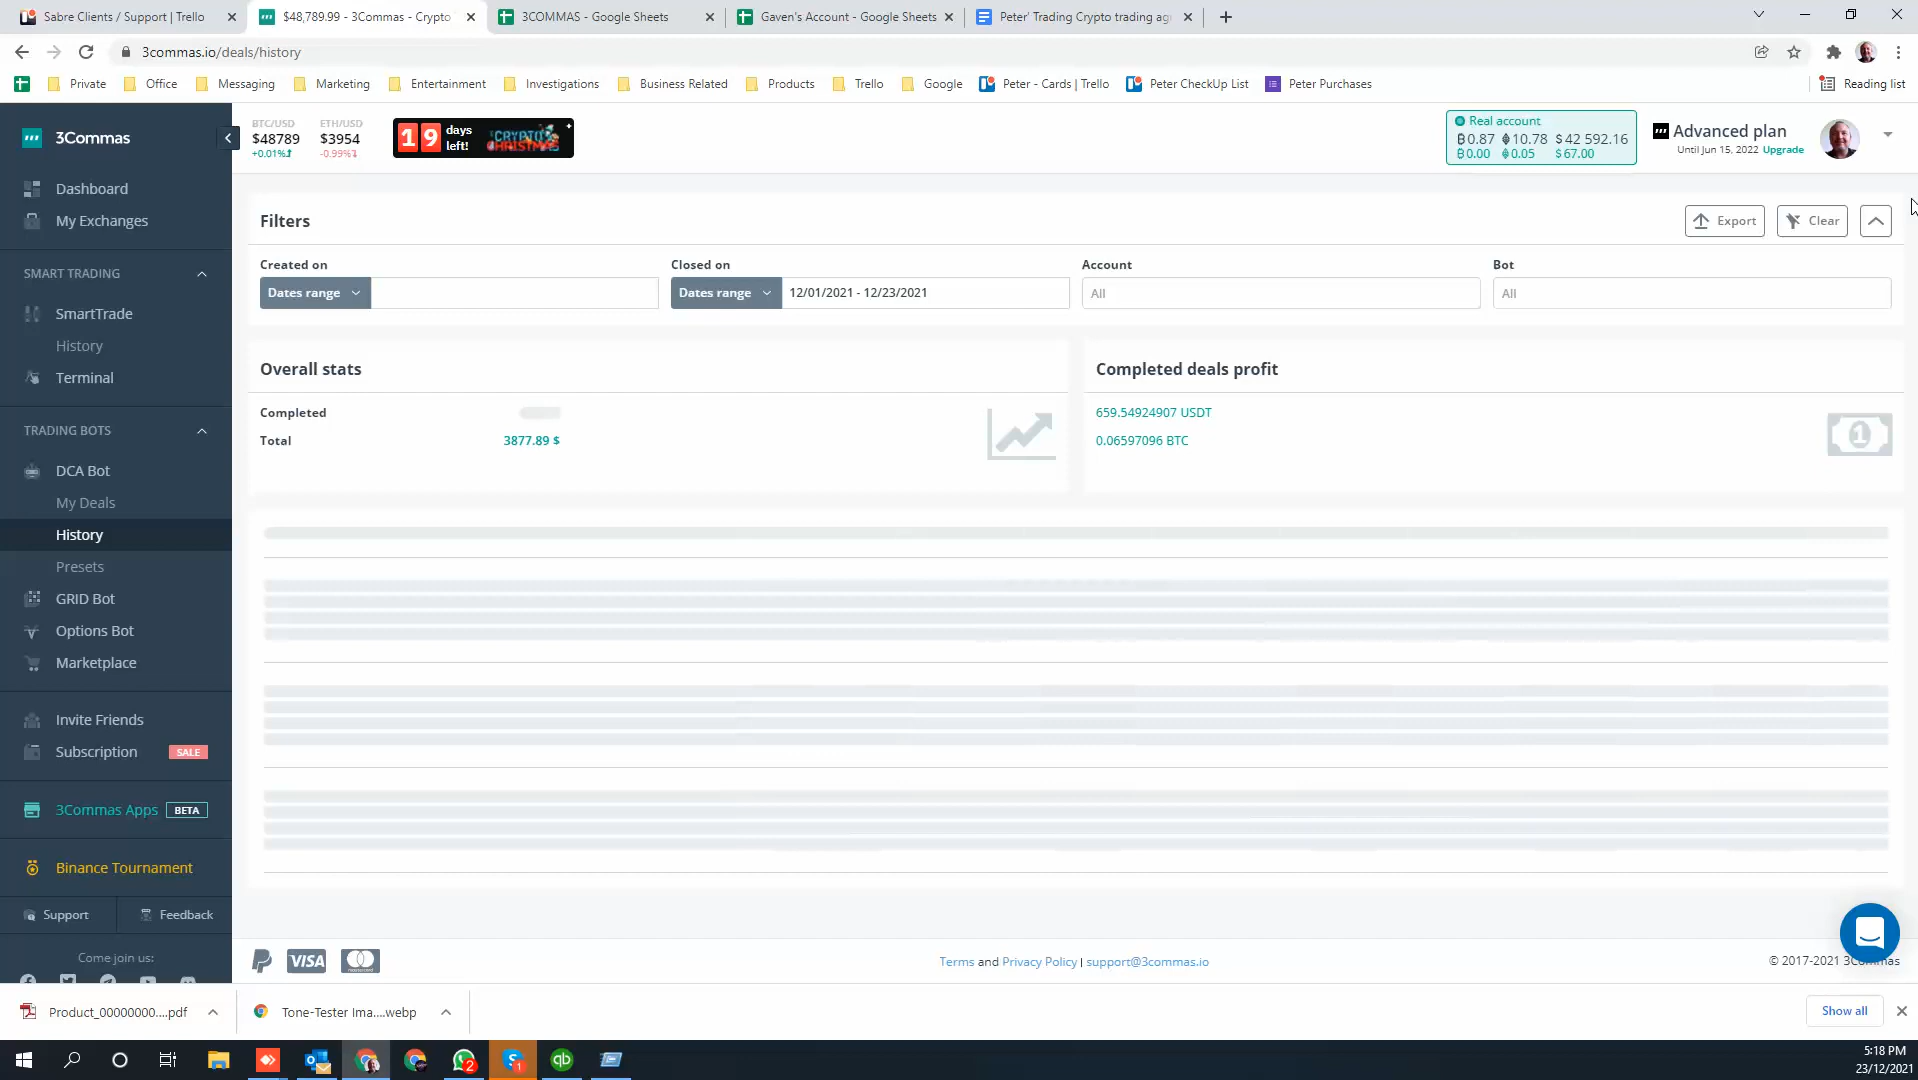 Sabre Clients / Support | Trello
$48,789.99 - 3Commas - Crypto
3COMMAS - Google Sheets
Gaven's Account - Google Sheets
Peter' Trading Crypto trading ag
3commas.io/deals/history
Private
Office
Messaging
Marketing
Entertainment
Investigations
Business Related
Products
Trello
Google
Peter - Cards | Trello
Peter CheckUp List
Peter Purchases
Reading list
3Commas
BTC/USD
$48789
+0.01%
ETH/USD
$3954
-0.99%
19 days left!
CRYPTO
CHRISTMAS
Real account
0.87 10.78 $ 42 592.16
0.00 0.05 $ 67.00
Advanced plan
Until Jun 15, 2022 Upgrade
Dashboard
My Exchanges
SMART TRADING
SmartTrade
History
Terminal
TRADING BOTS
DCA Bot
My Deals
History
Presets
GRID Bot
Options Bot
Marketplace
Invite Friends
Subscription SALE
3Commas Apps BETA
Binance Tournament
Support
Feedback
Come join us:
Filters
Export
Clear
Created on
Dates range
Closed on
Dates range
12/01/2021 - 12/23/2021
Account
All
Bot
All
Overall stats
Completed
Total 3877.89 $
Completed deals profit
659.54924907 USDT
0.06597096 BTC
VISA
Terms and Privacy Policy | support@3commas.io
© 2017-2021 3Commas
Product_00000000....pdf
Tone-Tester Ima....webp
Show all
5:18 PM
23/12/2021